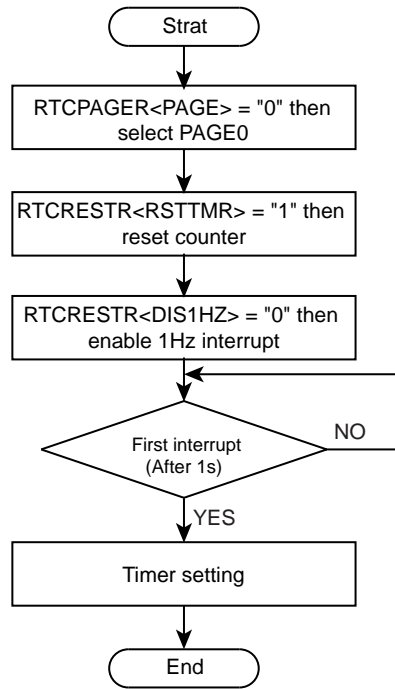 Strat
RTCPAGER<PAGE> = "0" then
select PAGE0
RTCRESTR<RSTTMR> = "1" then
reset counter
RTCRESTR<DIS1HZ> = "0" then
enable 1Hz interrupt
First interrupt
(After 1s)
NO
YES
Timer setting
End